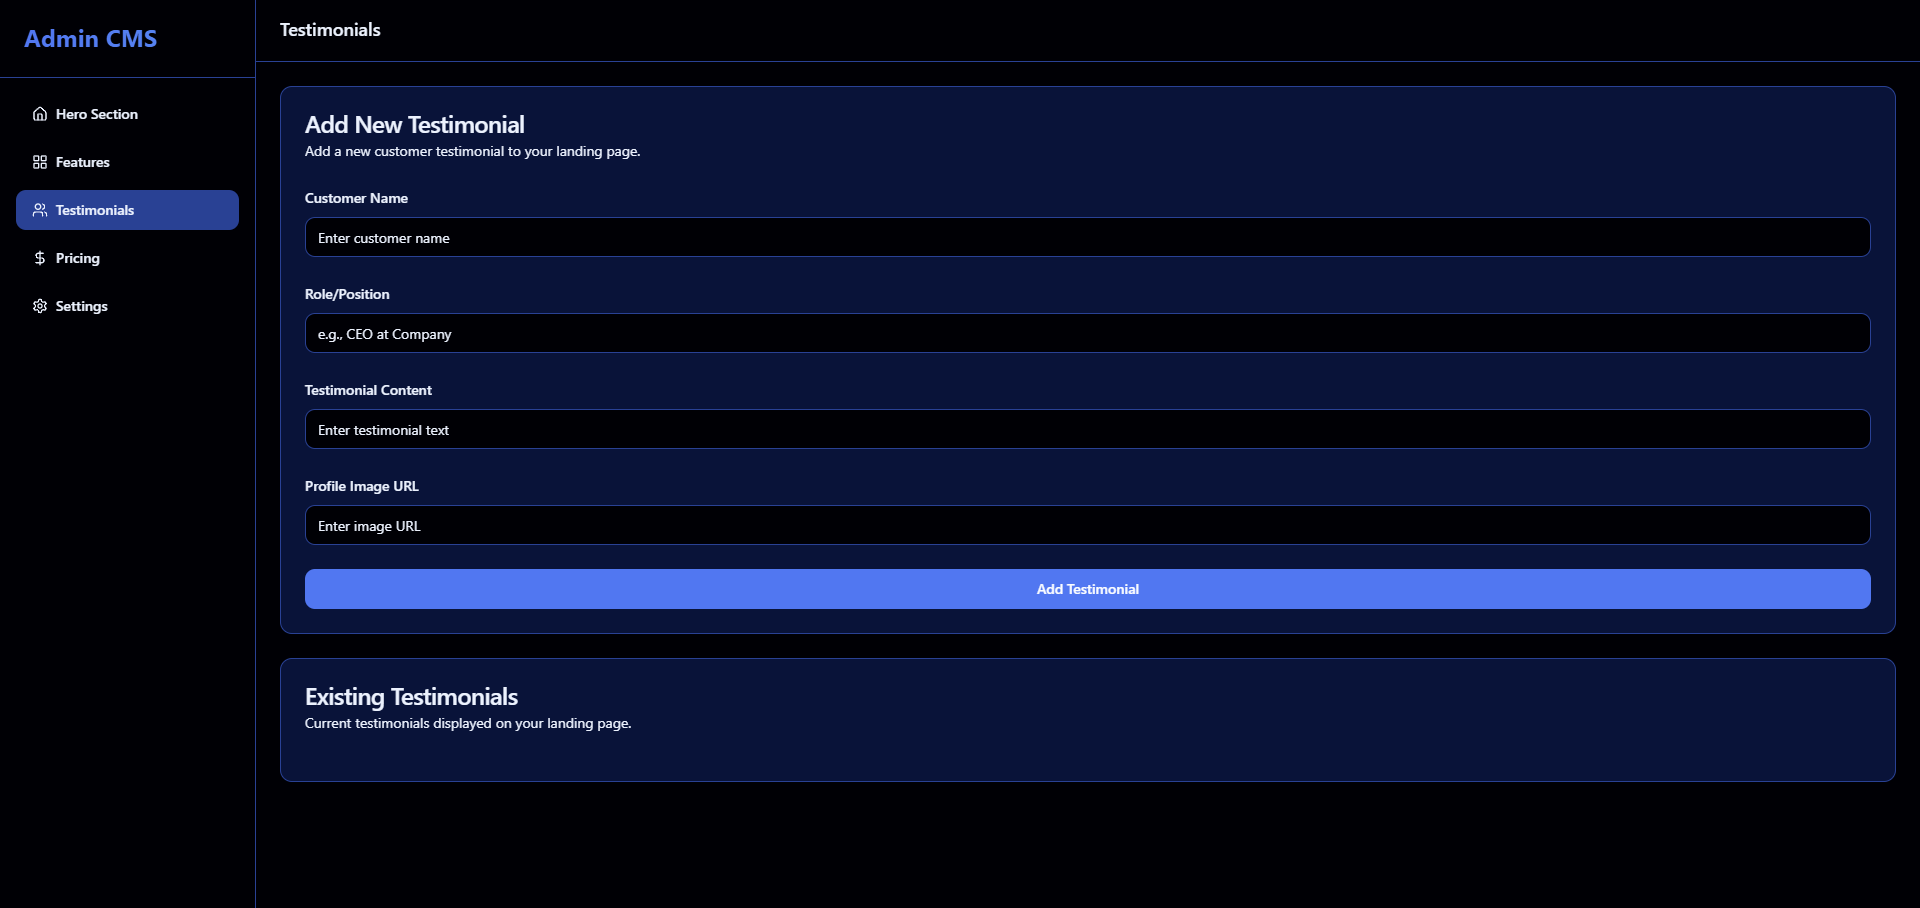 Admin CMS
Hero Section
Features
Testimonials
Pricing
Settings
Testimonials
Add New Testimonial
Add a new customer testimonial to your landing page.
Customer Name
Enter customer name
Role/Position
e.g., CEO at Company
Testimonial Content
Enter testimonial text
Profile Image URL
Enter image URL
Add Testimonial
Existing Testimonials
Current testimonials displayed on your landing page.